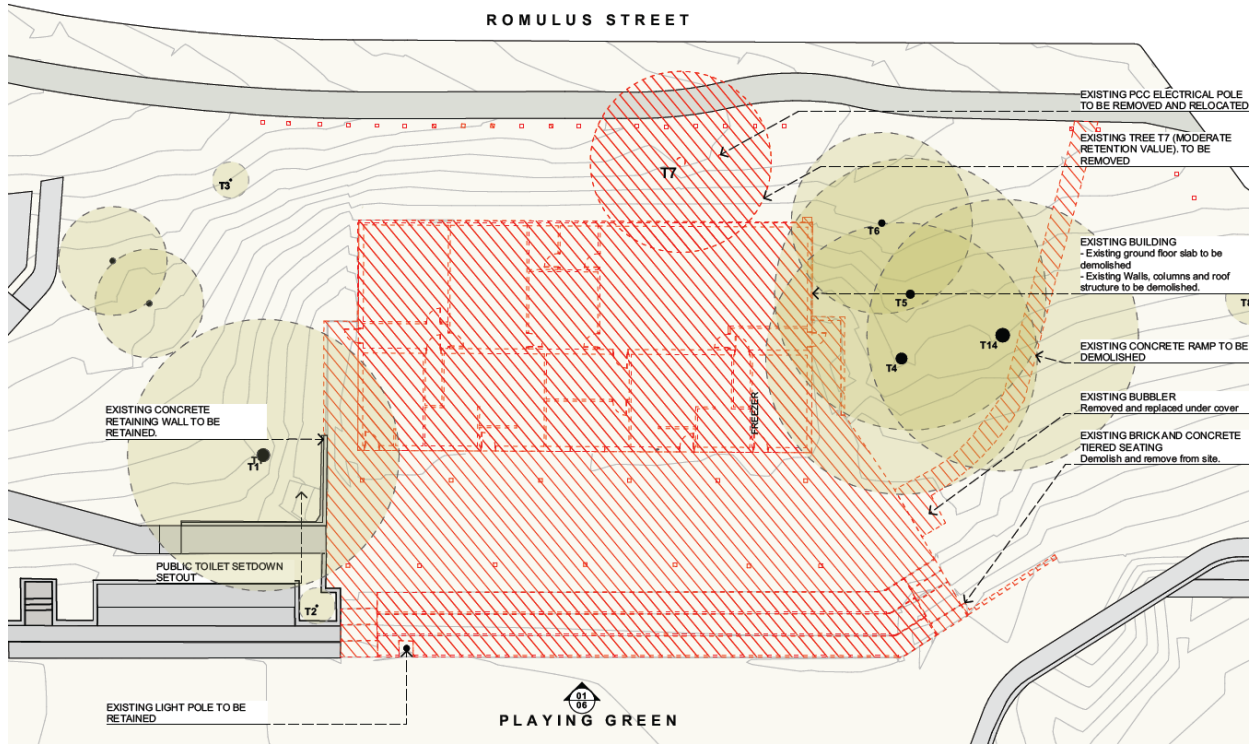 ROMULUS STREET
EXISTING PCC ELECTRICAL POLE
TO BE REMOVED AND RELOCATED
EXISTING TREE T7 (MODERATE
RETENTION VALUE). TO BE
REMOVED
T7
T3
T6
EXISTING BUILDING
- Existing ground floor slab to be
demolished
- Existing Walls, columns and roof
structure to be demolished.
T5
T14
T4
EXISTING CONCRETE RAMP TO BE
DEMOLISHED
FREEZER
EXISTING BUBBLER
Removed and replaced under cover
EXISTING CONCRETE
RETAINING WALL TO BE
RETAINED.
EXISTING BRICK AND CONCRETE
TIERED SEATING
Demolish and remove from site.
T1
PUBLIC TOILET SETDOWN
SETOUT
T2
01
06
EXISTING LIGHT POLE TO BE
RETAINED
PLAYING GREEN